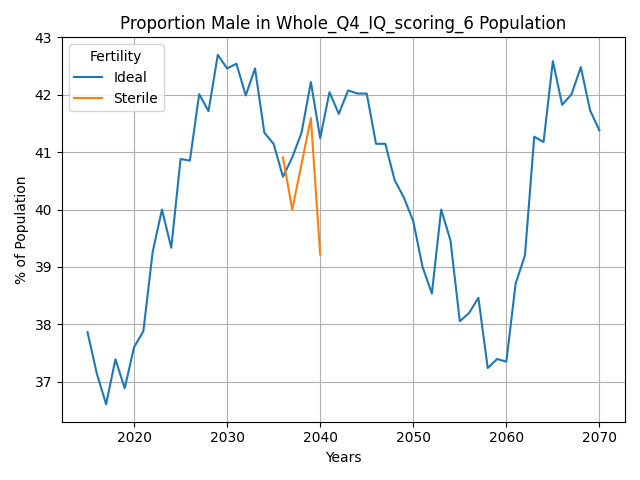 Proportion Male in Whole_Q4_IQ_scoring_6 Population
Fertility
Ideal
Sterile
% of Population
43
42
41
40
39
38
37
2020 2030 2040 2050 2060 2070
Years